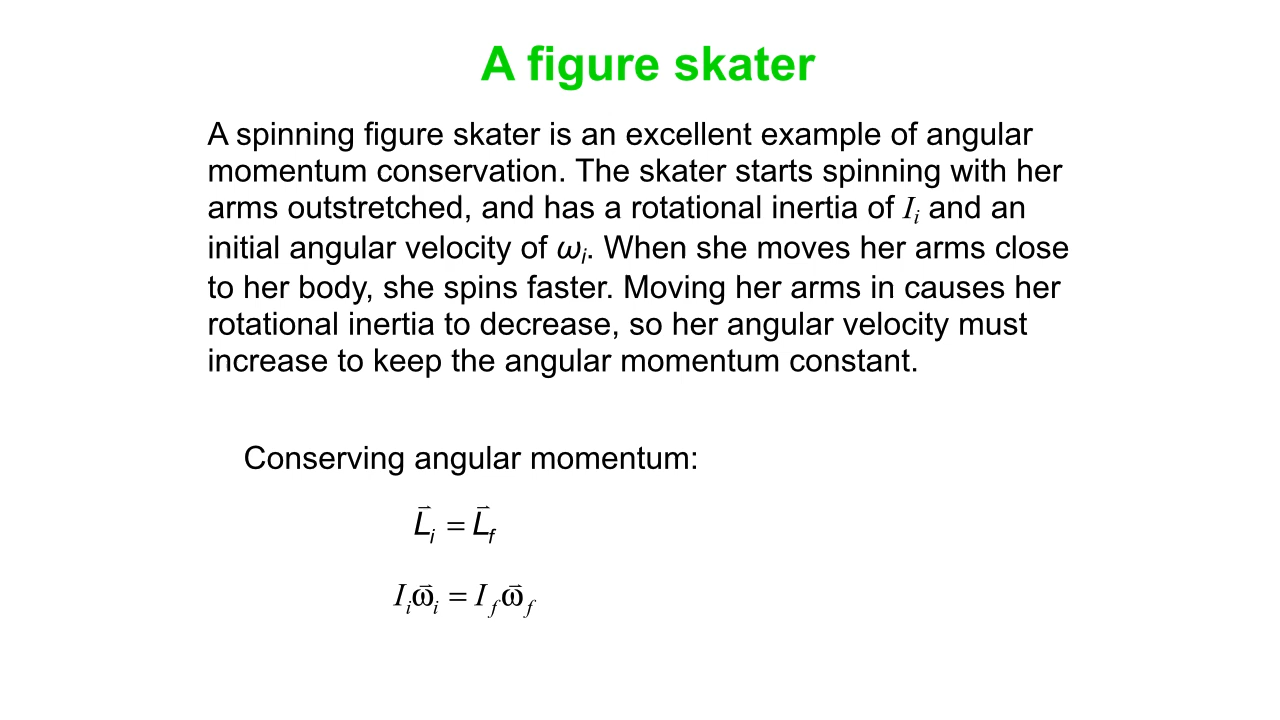 A figure skater
A spinning figure skater is an excellent example of angular
momentum conservation. The skater starts spinning with her
arms outstretched, and has a rotational inertia of Iᵢ and an
initial angular velocity of ωᵢ. When she moves her arms close
to her body, she spins faster. Moving her arms in causes her
rotational inertia to decrease, so her angular velocity must
increase to keep the angular momentum constant.
Conserving angular momentum:
L⃗_i = L⃗_f
I_i ω⃗_i = I_f ω⃗_f